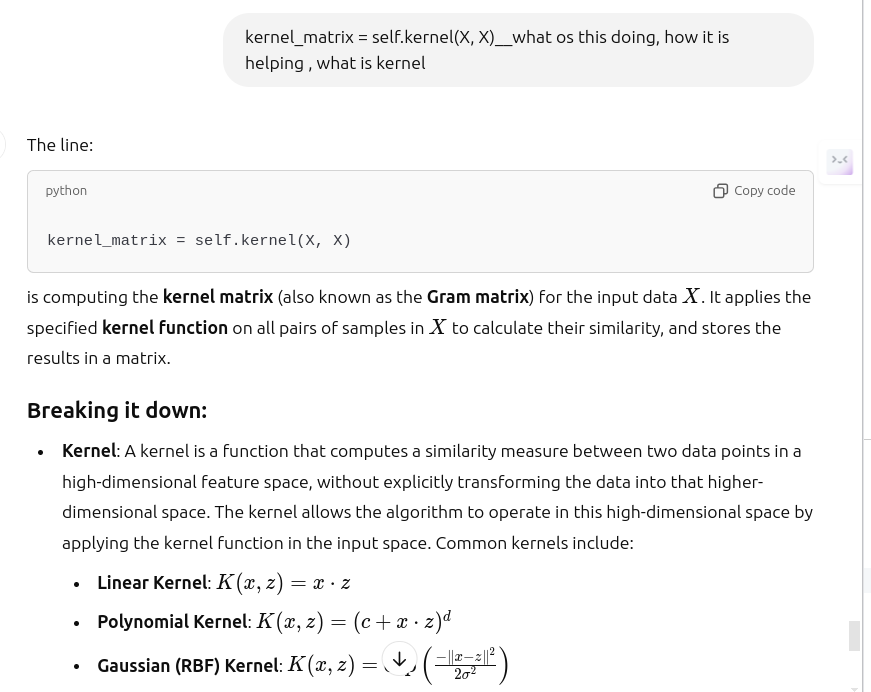 kernel_matrix = self.kernel(X, X)__what os this doing, how it is
helping , what is kernel
The line:
python
Copy code
kernel_matrix = self.kernel(X, X)
is computing the kernel matrix (also known as the Gram matrix) for the input data X. It applies the
specified kernel function on all pairs of samples in X to calculate their similarity, and stores the
results in a matrix.
Breaking it down:
• Kernel: A kernel is a function that computes a similarity measure between two data points in a
high-dimensional feature space, without explicitly transforming the data into that higher-
dimensional space. The kernel allows the algorithm to operate in this high-dimensional space by
applying the kernel function in the input space. Common kernels include:
• Linear Kernel: K(x, z) = x · z
• Polynomial Kernel: K(x, z) = (c + x · z)^d
• Gaussian (RBF) Kernel: K(x, z) = (−‖x−z‖²/2σ²)